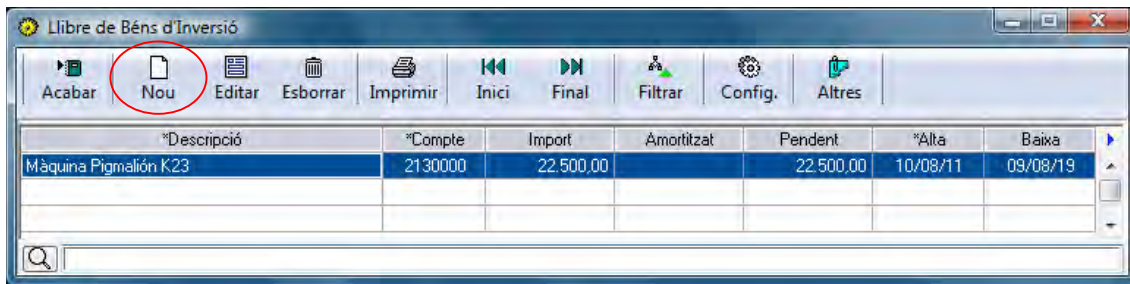 Llibre de Béns d'Inversió
Acabar Nou Editar Esborrar Imprimir Inici Final Filtrar Config. Altres
*Descripció *Compte Import Amortitzat Pendent *Alta Baixa
Màquina Pigmalión K23 2130000 22.500,00 22.500,00 10/08/11 09/08/19